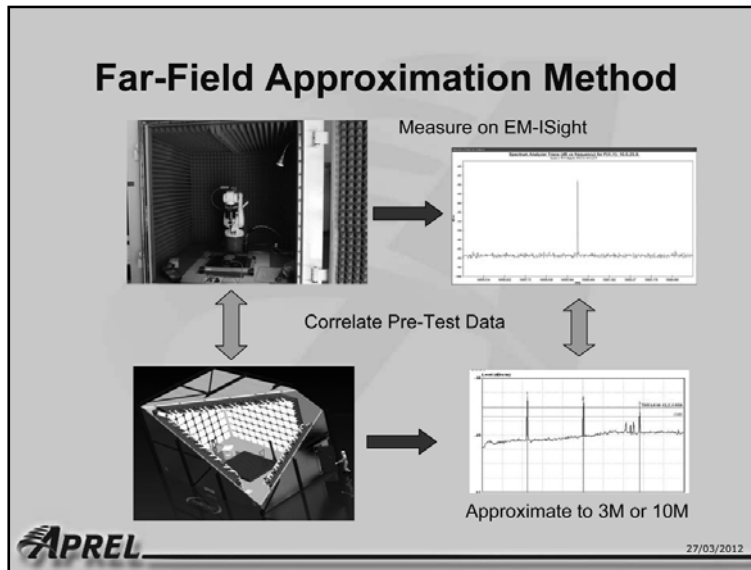 Far-Field Approximation Method
Measure on EM-ISight
Correlate Pre-Test Data
Approximate to 3M or 10M
APREL
27/03/2012